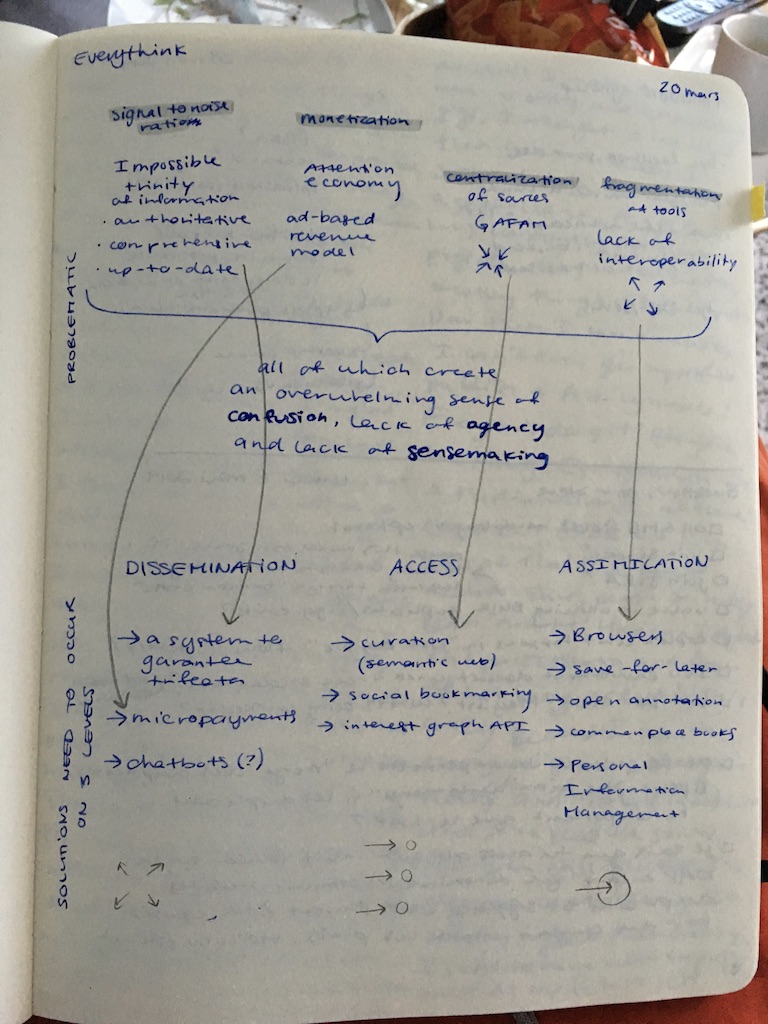 Everythink
20 mars
signal to noise
ration
Impossible
trinity
of information
· authoritative
· comprehensive
· up-to-date
monetization
Attention
economy
ad-based
revenue
model
centralization
of sources
GAFAM
fragmentation
of tools
lack of
interoperability
PROBLEMATIC
all of which create
an overwhelming sense of
confusion, lack of agency
and lack of sensemaking
SOLUTIONS NEED TO OCCUR
ON 3 LEVELS
DISSEMINATION
→ a system to
garantee
trifecta
→ micropayments
→ chatbots (?)
ACCESS
→ curation
(semantic web)
→ social bookmarking
→ interest graph API
ASSIMILATION
→ Browsers
→ save-for-later
→ open annotation
→ commonplace books
→ Personal
Information
Management